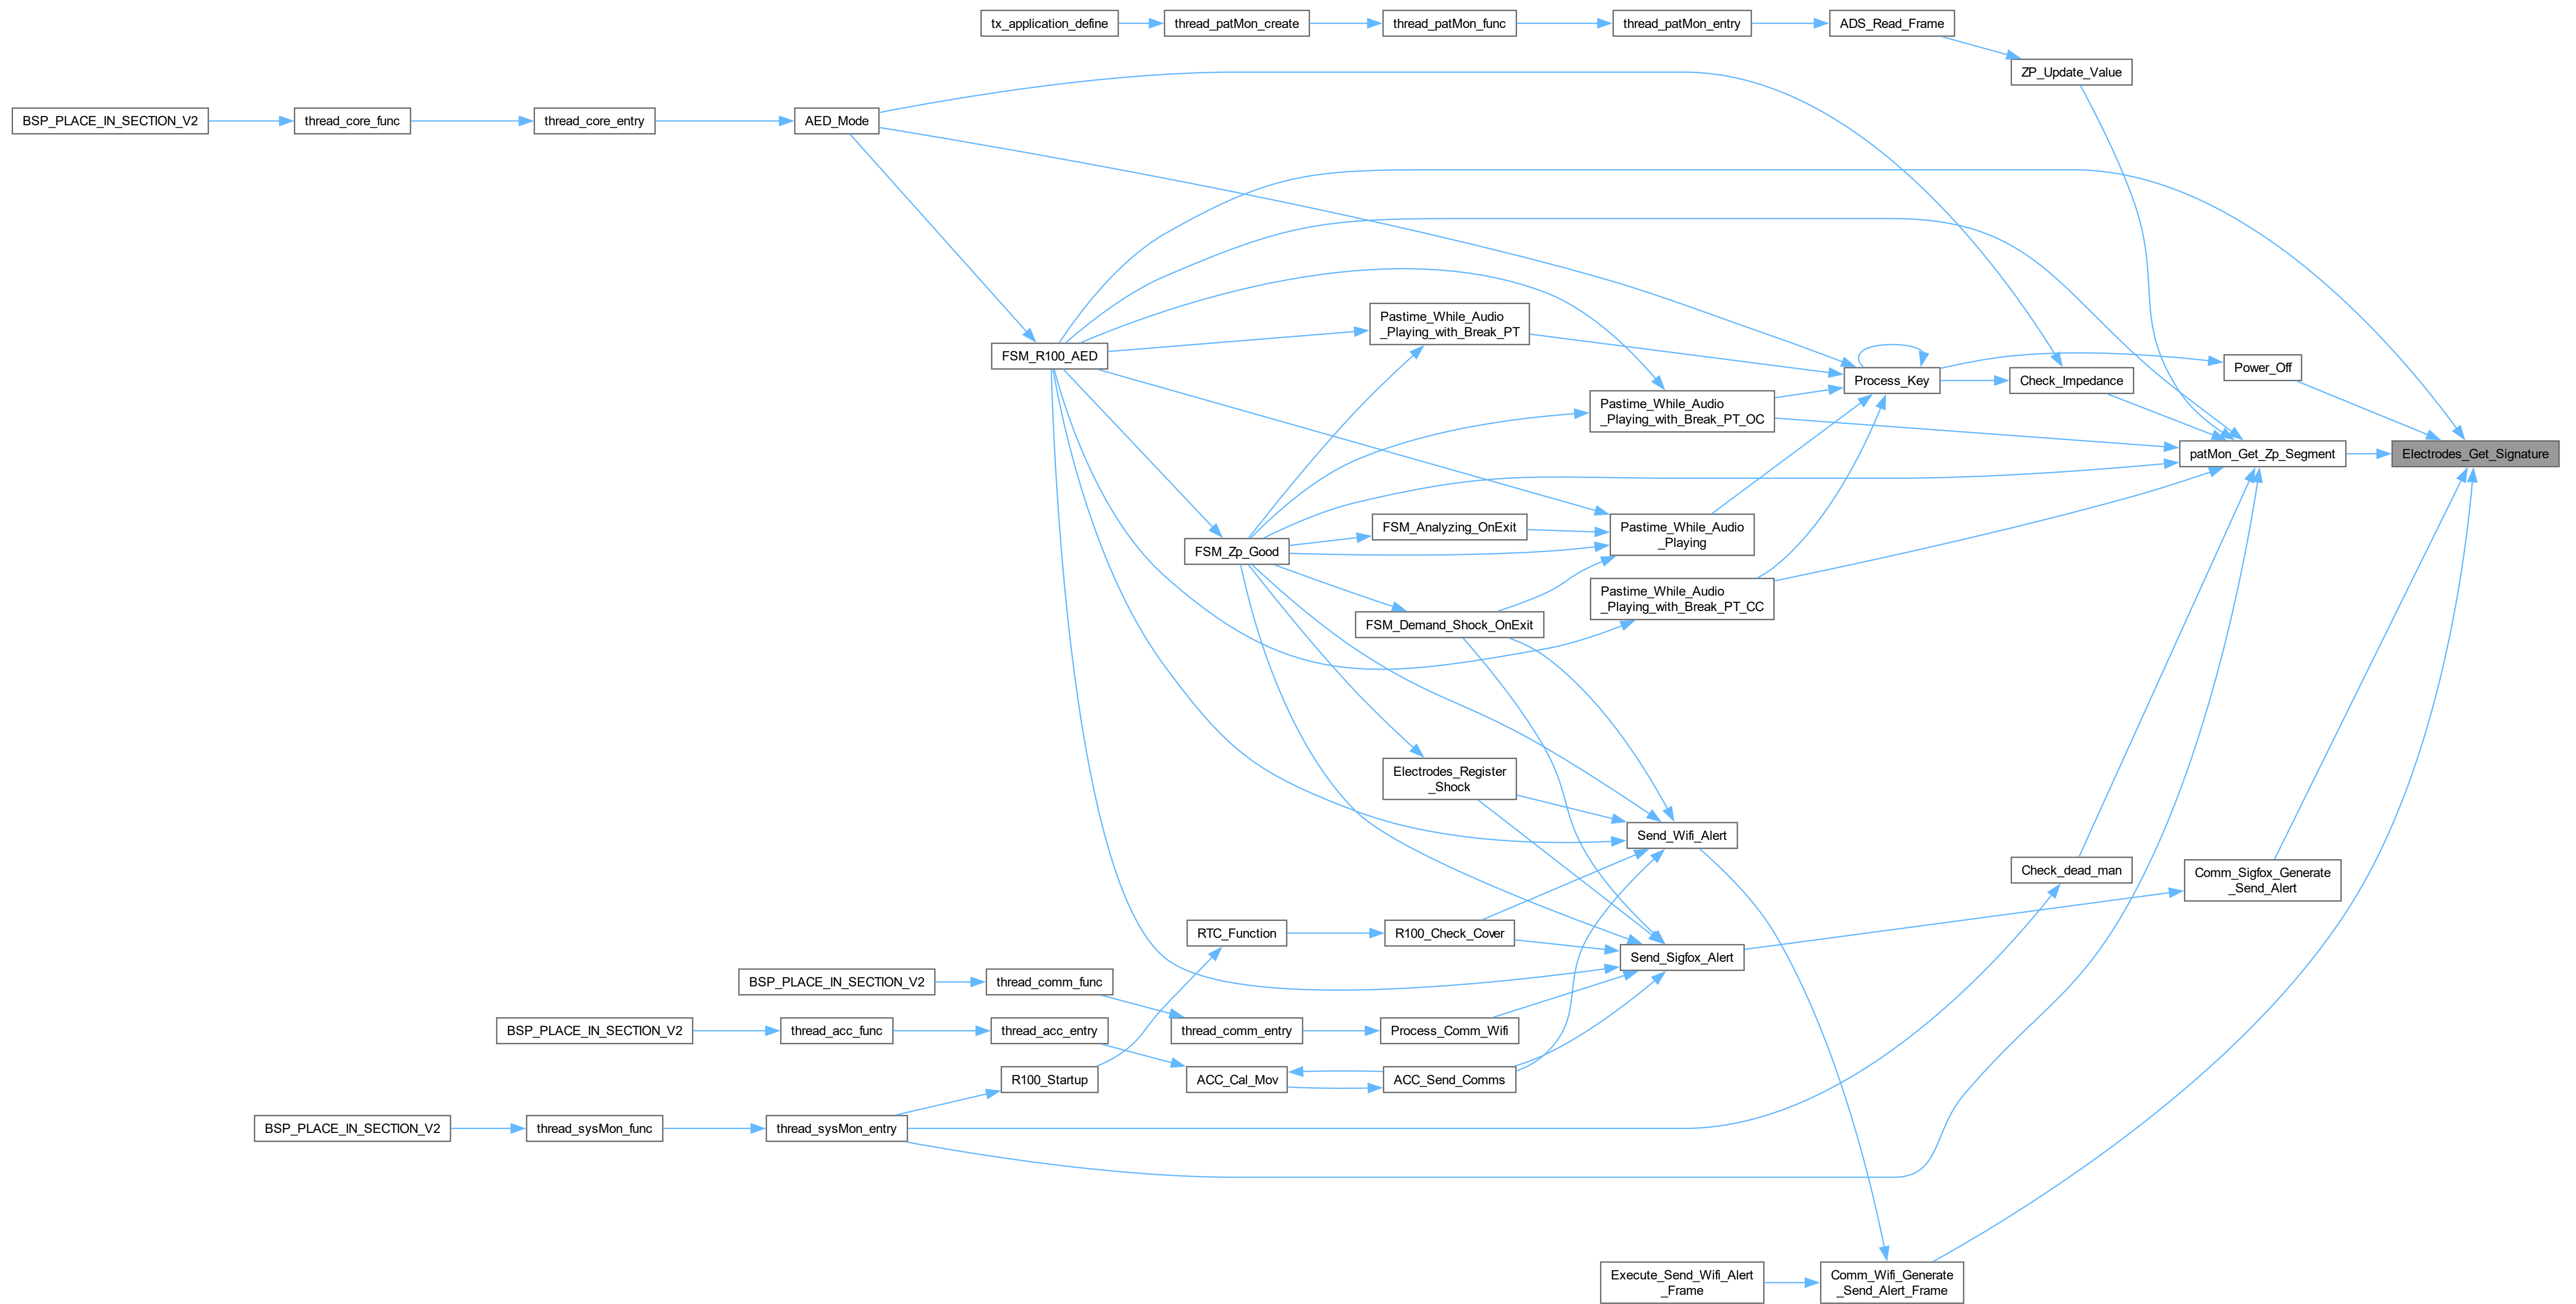 tx_application_define
thread_patMon_create
thread_patMon_func
thread_patMon_entry
ADS_Read_Frame
ZP_Update_Value
BSP_PLACE_IN_SECTION_V2
thread_core_func
thread_core_entry
AED_Mode
Pastime_While_Audio
_Playing_with_Break_PT
FSM_R100_AED
Process_Key
Check_Impedance
Power_Off
Pastime_While_Audio
_Playing_with_Break_PT_OC
patMon_Get_Zp_Segment
Electrodes_Get_Signature
FSM_Analyzing_OnExit
Pastime_While_Audio
_Playing
FSM_Zp_Good
Pastime_While_Audio
_Playing_with_Break_PT_CC
FSM_Demand_Shock_OnExit
Electrodes_Register
_Shock
Send_Wifi_Alert
Check_dead_man
Comm_Sigfox_Generate
_Send_Alert
RTC_Function
R100_Check_Cover
Send_Sigfox_Alert
BSP_PLACE_IN_SECTION_V2
thread_comm_func
BSP_PLACE_IN_SECTION_V2
thread_acc_func
thread_acc_entry
thread_comm_entry
Process_Comm_Wifi
R100_Startup
ACC_Cal_Mov
ACC_Send_Comms
BSP_PLACE_IN_SECTION_V2
thread_sysMon_func
thread_sysMon_entry
Execute_Send_Wifi_Alert
_Frame
Comm_Wifi_Generate
_Send_Alert_Frame